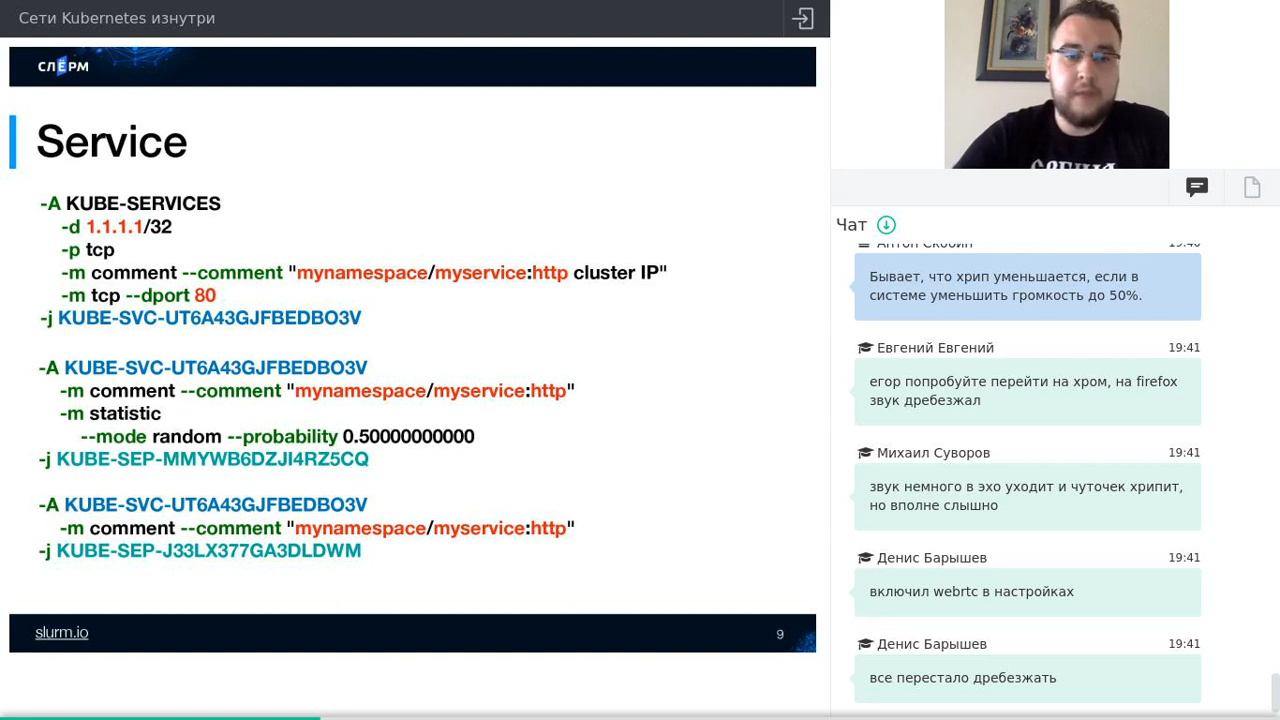 Сети Kubernetes изнутри
СЛЁРМ
Service
-A KUBE-SERVICES
-d 1.1.1.1/32
-p tcp
-m comment --comment "mynamespace/myservice:http cluster IP"
-m tcp --dport 80
-j KUBE-SVC-UT6A43GJFBEDBO3V
-A KUBE-SVC-UT6A43GJFBEDBO3V
-m comment --comment "mynamespace/myservice:http"
-m statistic
--mode random --probability 0.50000000000
-j KUBE-SEP-MMYWB6DZJI4RZ5CQ
-A KUBE-SVC-UT6A43GJFBEDBO3V
-m comment --comment "mynamespace/myservice:http"
-j KUBE-SEP-J33LX377GA3DLDWM
slurm.io
9
Чат
Антон Скобин 19:40
Бывает, что хрип уменьшается, если в
системе уменьшить громкость до 50%.
Евгений Евгений 19:41
егор попробуйте перейти на хром, на firefox
звук дребезжал
Михаил Суворов 19:41
звук немного в эхо уходит и чуточек хрипит,
но вполне слышно
Денис Барышев 19:41
включил webrtc в настройках
Денис Барышев 19:41
все перестало дребезжать